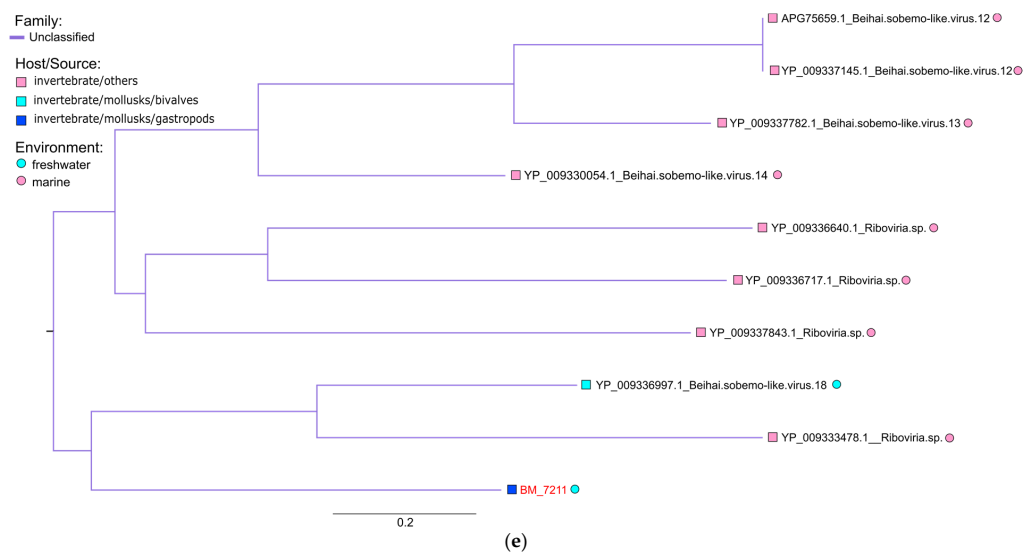 Family:
Unclassified
Host/Source:
invertebrate/others
invertebrate/mollusks/bivalves
invertebrate/mollusks/gastropods
Environment:
freshwater
marine
APG75659.1_Beihai.sobemo-like.virus.12
YP_009337145.1_Beihai.sobemo-like.virus.12
YP_009337782.1_Beihai.sobemo-like.virus.13
YP_009330054.1_Beihai.sobemo-like.virus.14
YP_009336640.1_Riboviria.sp.
YP_009336717.1_Riboviria.sp.
YP_009337843.1_Riboviria.sp.
YP_009336997.1_Beihai.sobemo-like.virus.18
YP_009333478.1__Riboviria.sp.
BM_7211
0.2
(e)